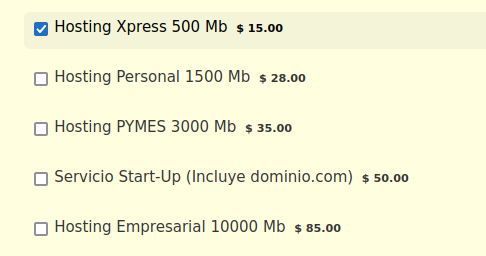 Hosting Xpress 500 Mb $ 15.00
Hosting Personal 1500 Mb $ 28.00
Hosting PYMES 3000 Mb $ 35.00
Servicio Start-Up (Incluye dominio.com) $ 50.00
Hosting Empresarial 10000 Mb $ 85.00